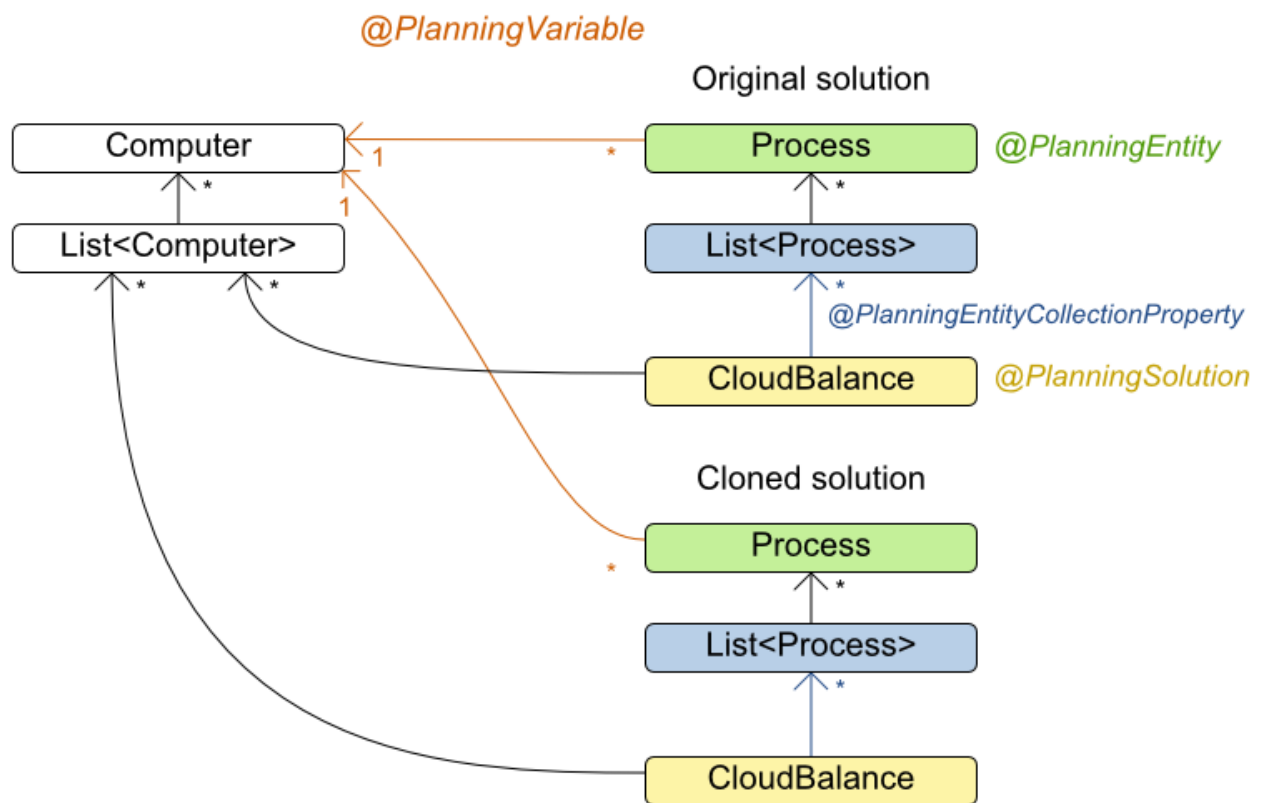 @PlanningVariable
Original solution
Computer
1
*
Process
@PlanningEntity
*
1
*
List<Computer>
List<Process>
*
*
*
@PlanningEntityCollectionProperty
CloudBalance
@PlanningSolution
Cloned solution
Process
*
*
List<Process>
*
CloudBalance